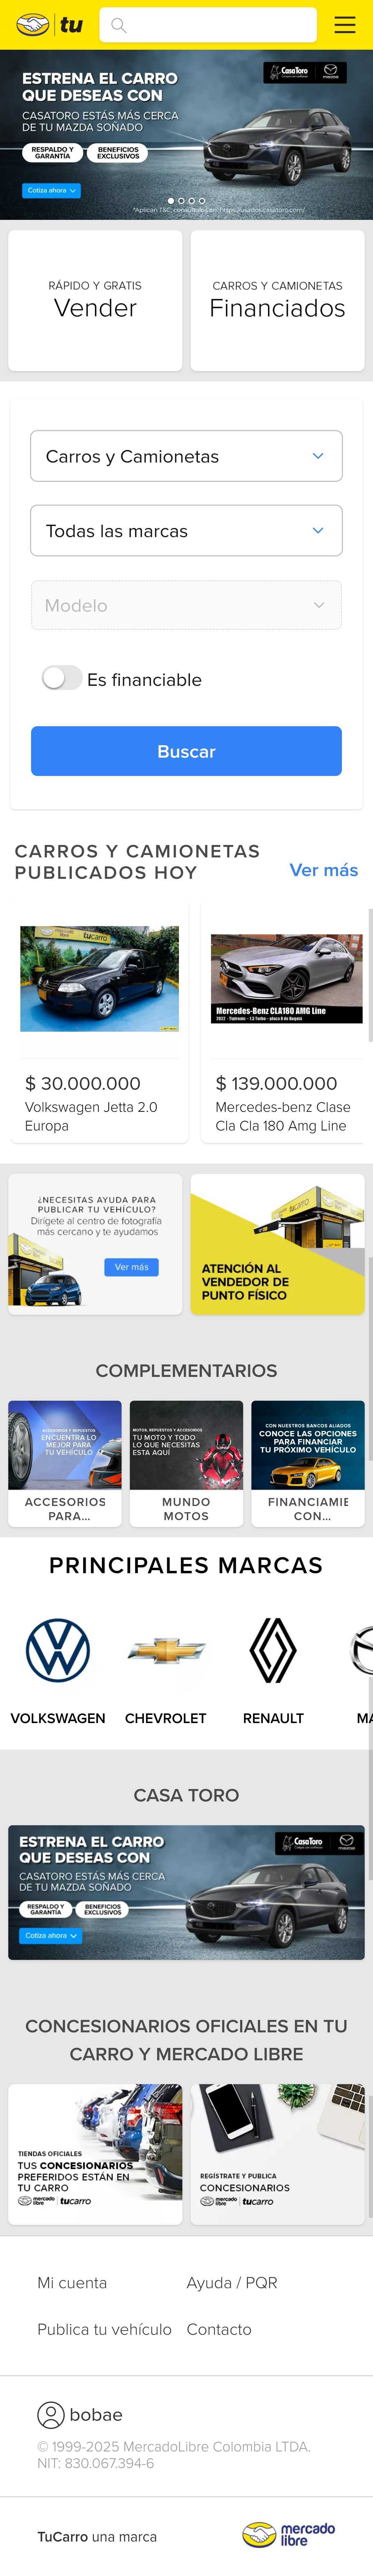 tu
ESTRENA EL CARRO
QUE DESEAS CON
CASATORO ESTÁS MÁS CERCA
DE TU MAZDA SOÑADO
RESPALDO Y
GARANTÍA
BENEFICIOS
EXCLUSIVOS
Cotiza ahora
CasaToro
mazda
RÁPIDO Y GRATIS
Vender
CARROS Y CAMIONETAS
Financiados
Carros y Camionetas
Todas las marcas
Modelo
Es financiable
Buscar
CARROS Y CAMIONETAS
PUBLICADOS HOY
Ver más
tucarro
Mercedes-Benz CLA180 AMG Line
$ 30.000.000
Volkswagen Jetta 2.0
Europa
$ 139.000.000
Mercedes-benz Clase
Cla Cla 180 Amg Line
¿NECESITAS AYUDA PARA
PUBLICAR TU VEHÍCULO?
Dirígete al centro de fotografía
más cercano y te ayudamos
Ver más
ATENCIÓN AL
VENDEDOR DE
PUNTO FÍSICO
COMPLEMENTARIOS
ACCESORIOS Y REPUESTOS
ENCUENTRA LO
MEJOR PARA
TU VEHÍCULO
MOTOS, REPUESTOS Y ACCESORIOS
TU MOTO Y TODO
LO QUE NECESITAS
ESTA AQUÍ
CON NUESTROS BANCOS ALIADOS
CONOCE LAS OPCIONES
PARA FINANCIAR
TU PRÓXIMO VEHÍCULO
ACCESORIOS
PARA...
MUNDO
MOTOS
FINANCIAMIE
CON...
PRINCIPALES MARCAS
VOLKSWAGEN
CHEVROLET
RENAULT
MA
CASA TORO
ESTRENA EL CARRO
QUE DESEAS CON
CASATORO ESTÁS MÁS CERCA
DE TU MAZDA SOÑADO
RESPALDO Y
GARANTÍA
BENEFICIOS
EXCLUSIVOS
Cotiza ahora
CasaToro
mazda
CONCESIONARIOS OFICIALES EN TU
CARRO Y MERCADO LIBRE
TIENDAS OFICIALES
TUS CONCESIONARIOS
PREFERIDOS ESTÁN EN
TU CARRO
mercado libre tucarro
REGÍSTRATE Y PUBLICA
CONCESIONARIOS
mercado libre tucarro
Mi cuenta
Ayuda / PQR
Publica tu vehículo
Contacto
bobae
© 1999-2025 MercadoLibre Colombia LTDA.
NIT: 830.067.394-6
TuCarro una marca
mercado
libre